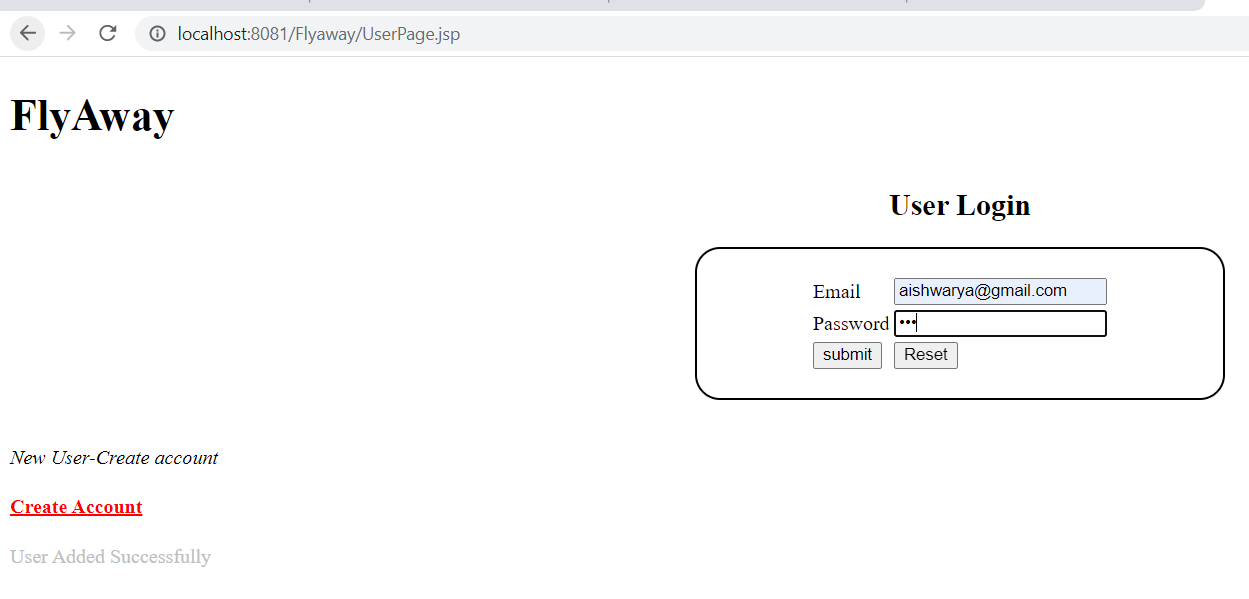 localhost:8081/Flyaway/UserPage.jsp
FlyAway
User Login
Email aishwarya@gmail.com
Password •••
submit Reset
New User-Create account
Create Account
User Added Successfully